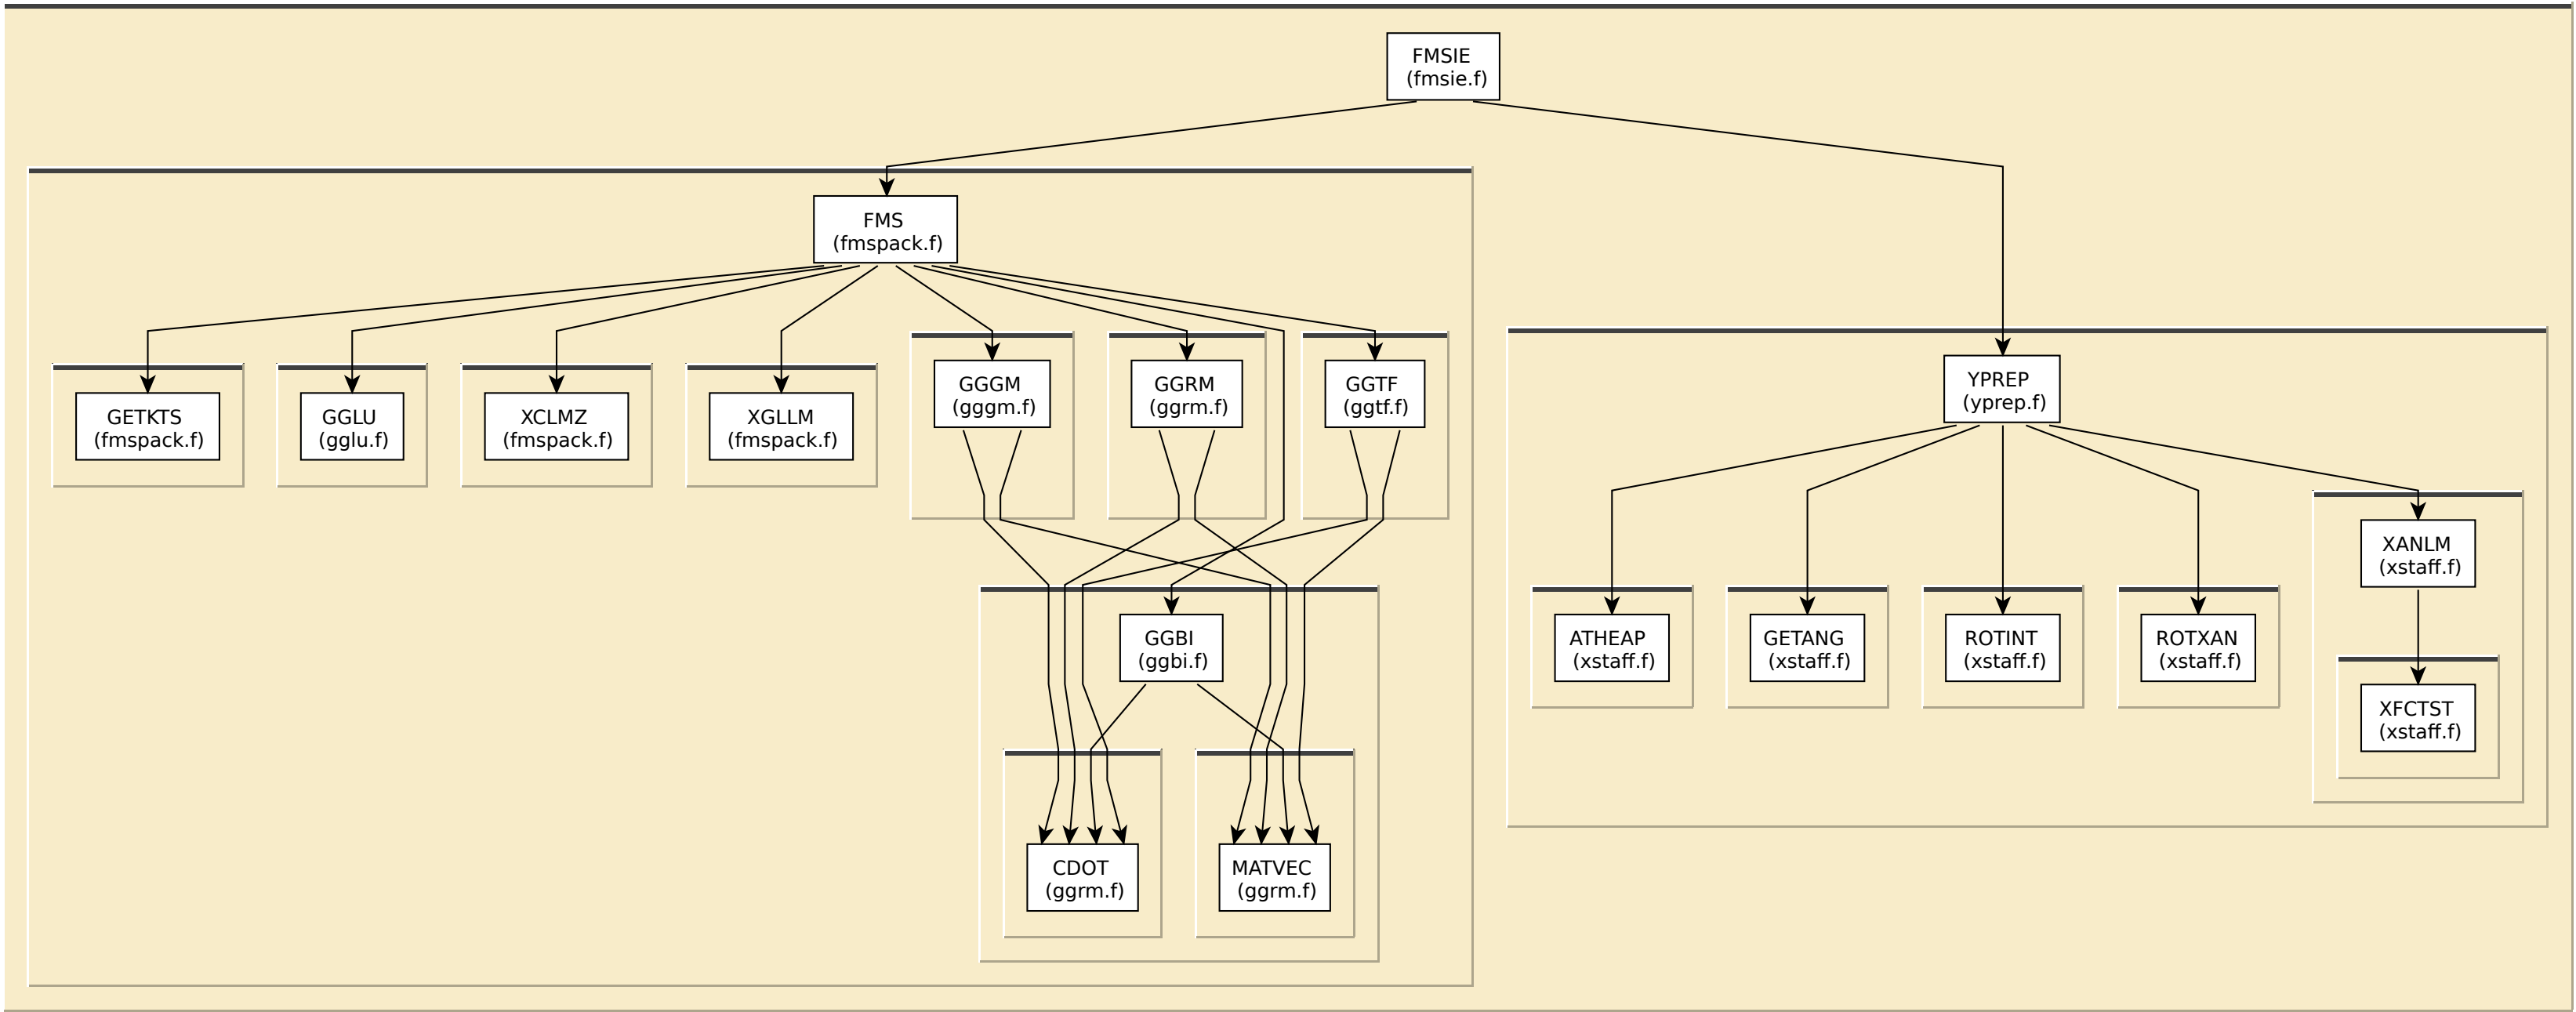 FMSIE
(fmsie.f)
FMS
(fmspack.f)
GETKTS
(fmspack.f)
GGLU
(gglu.f)
XCLMZ
(fmspack.f)
XGLLM
(fmspack.f)
GGGM
(gggm.f)
GGRM
(ggrm.f)
GGTF
(ggtf.f)
GGBI
(ggbi.f)
CDOT
(ggrm.f)
MATVEC
(ggrm.f)
YPREP
(yprep.f)
ATHEAP
(xstaff.f)
GETANG
(xstaff.f)
ROTINT
(xstaff.f)
ROTXAN
(xstaff.f)
XANLM
(xstaff.f)
XFCTST
(xstaff.f)